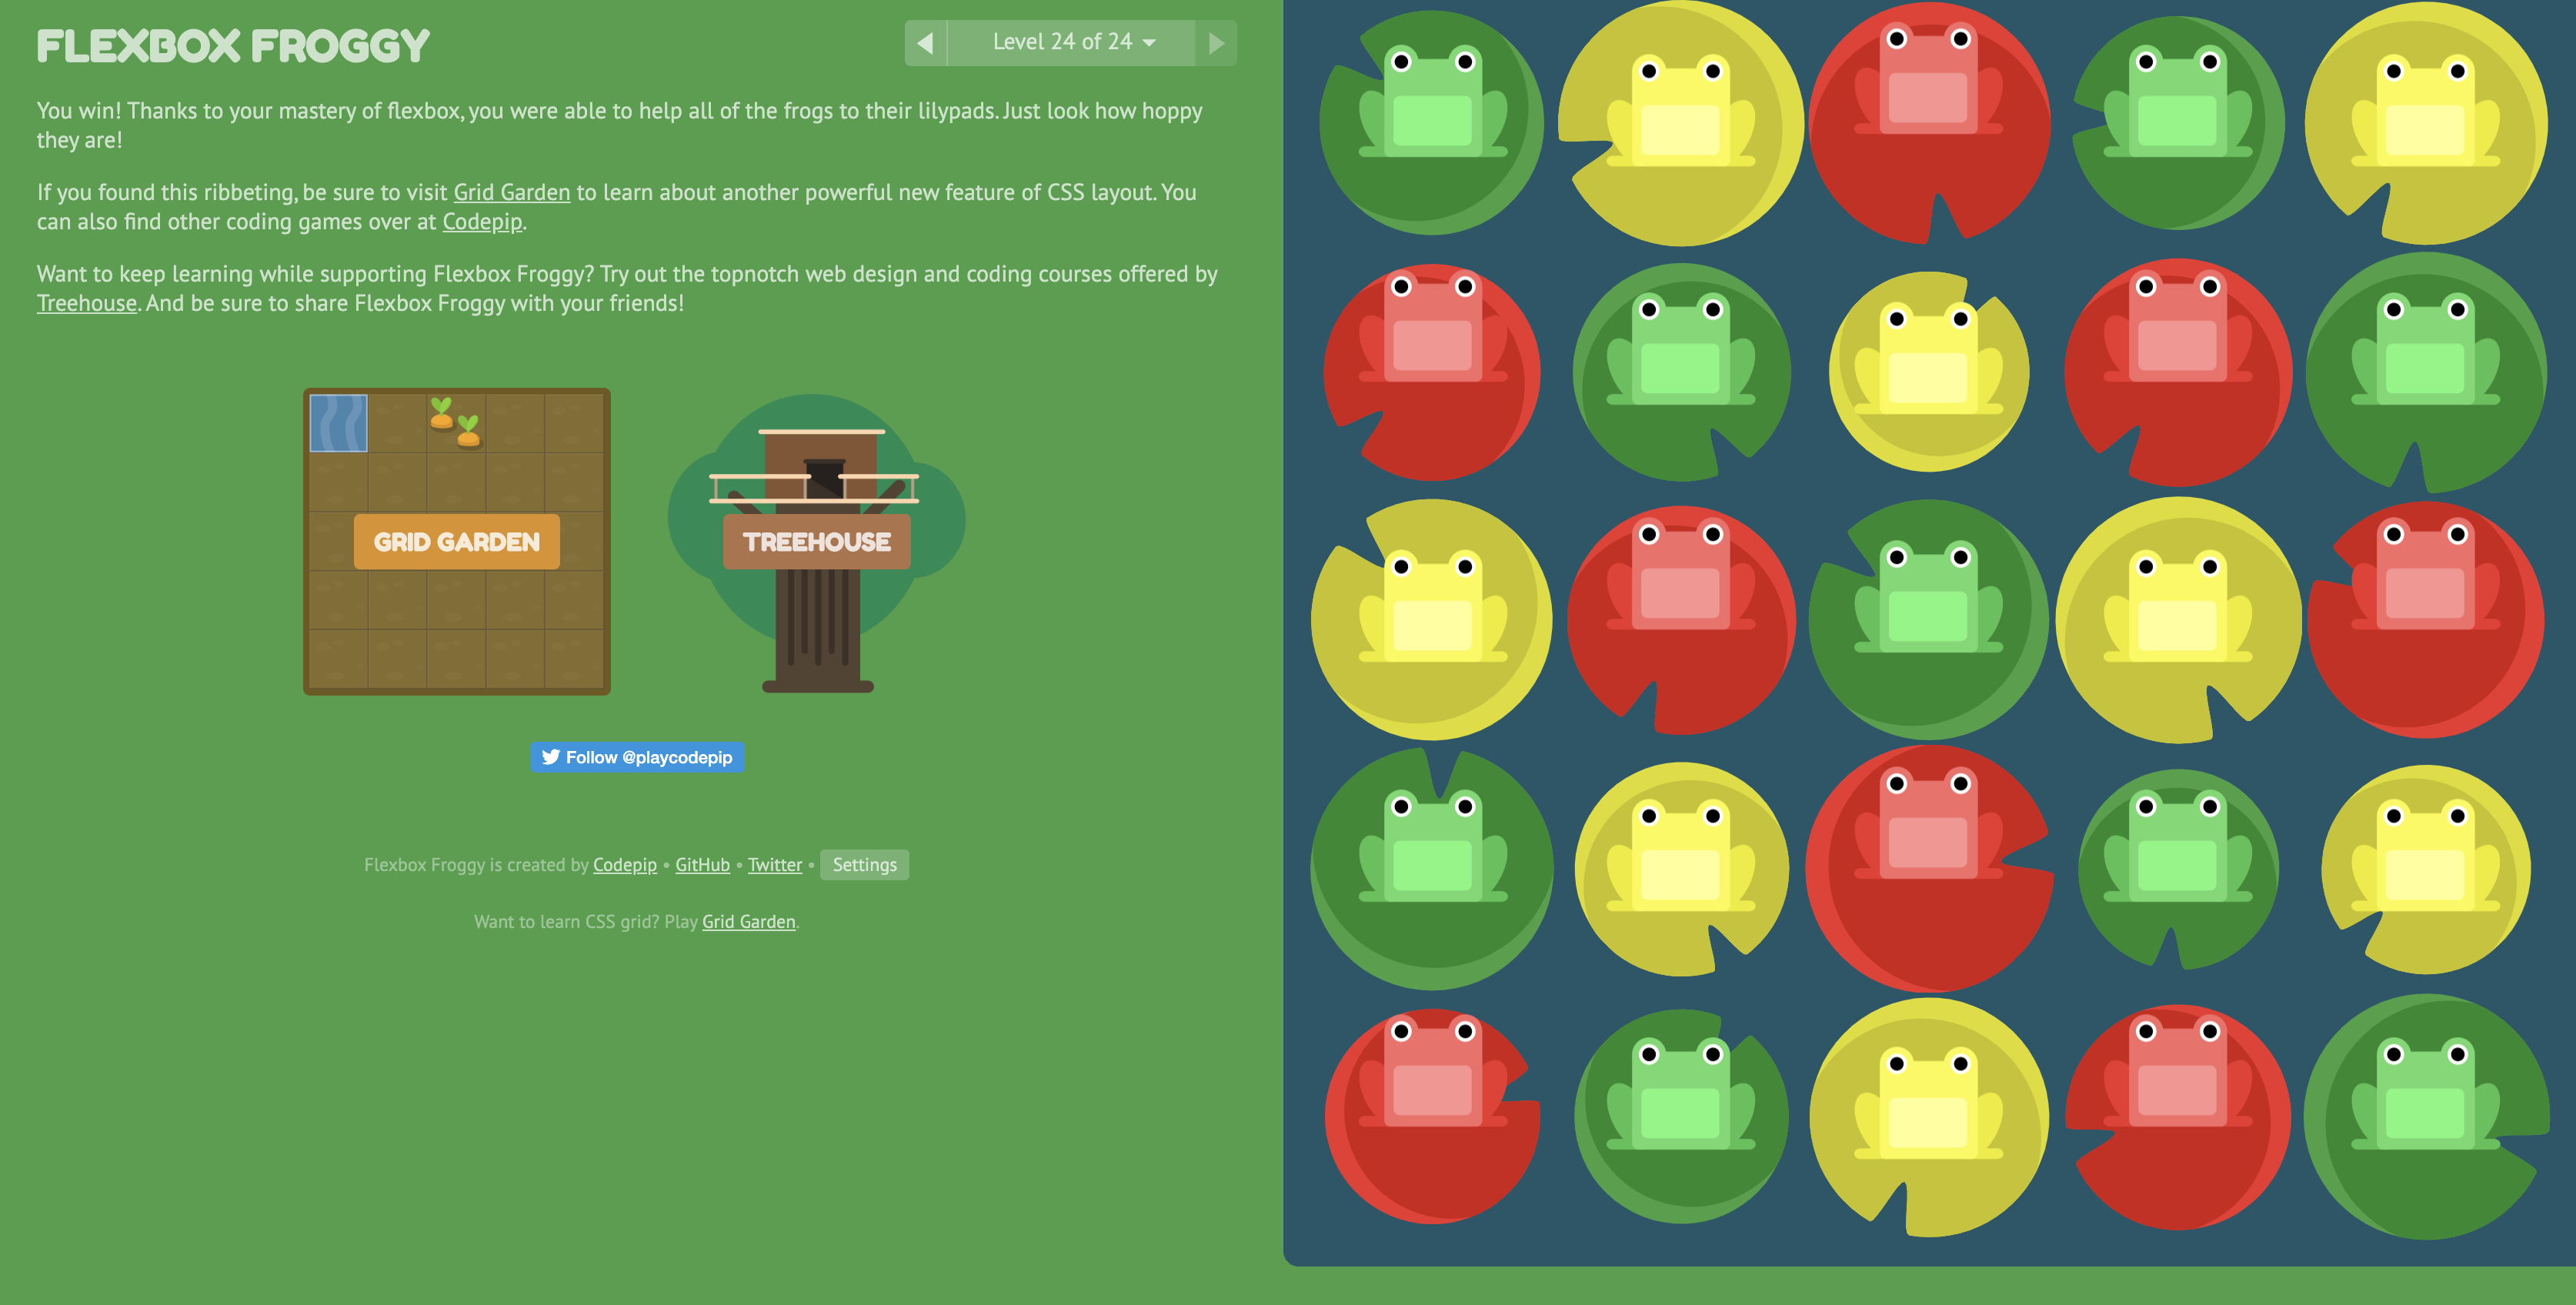 FLEXBOX FROGGY
Level 24 of 24
You win! Thanks to your mastery of flexbox, you were able to help all of the frogs to their lilypads. Just look how hoppy
they are!
If you found this ribbeting, be sure to visit Grid Garden to learn about another powerful new feature of CSS layout. You
can also find other coding games over at Codepip.
Want to keep learning while supporting Flexbox Froggy? Try out the topnotch web design and coding courses offered by
Treehouse. And be sure to share Flexbox Froggy with your friends!
GRID GARDEN
TREEHOUSE
Follow @playcodepip
Flexbox Froggy is created by Codepip • GitHub • Twitter • Settings
Want to learn CSS grid? Play Grid Garden.